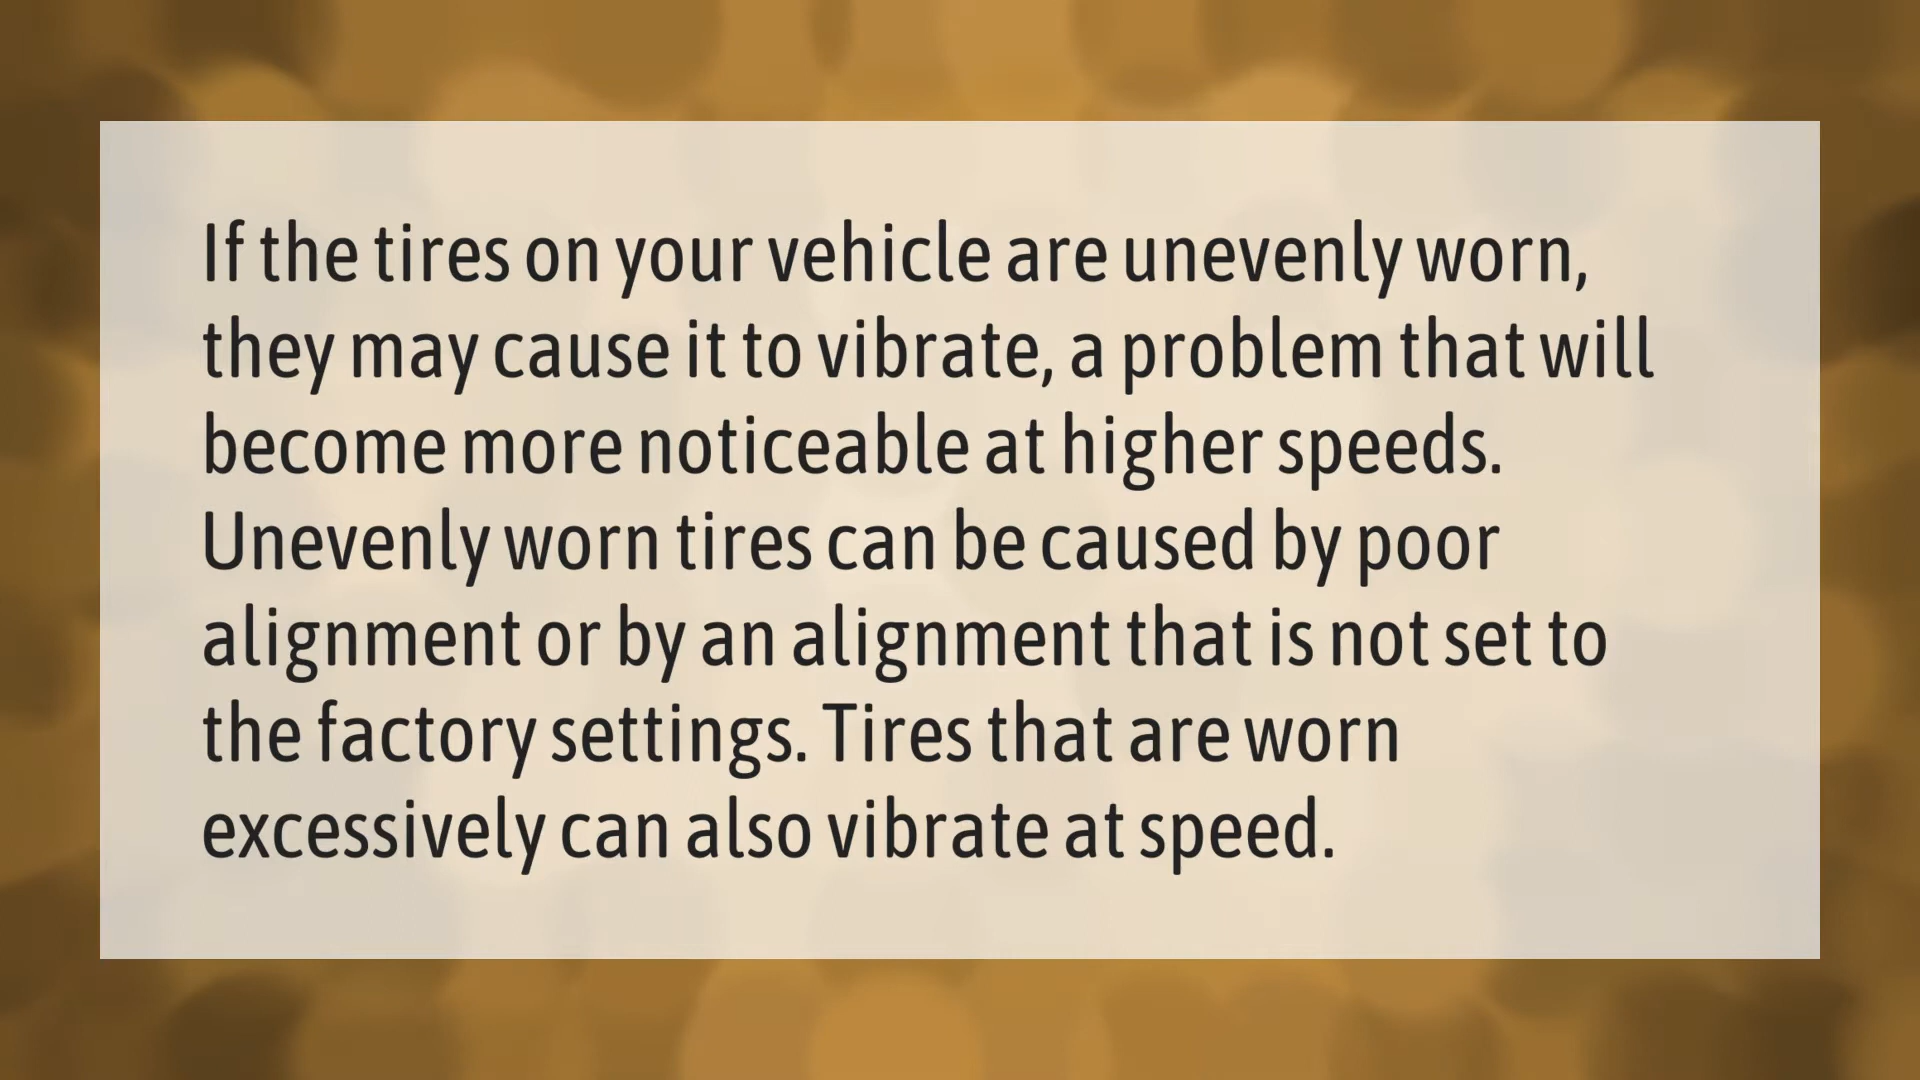 If the tires on your vehicle are unevenly worn,
they may cause it to vibrate, a problem that will
become more noticeable at higher speeds.
Unevenly worn tires can be caused by poor
alignment or by an alignment that is not set to
the factory settings. Tires that are worn
excessively can also vibrate at speed.